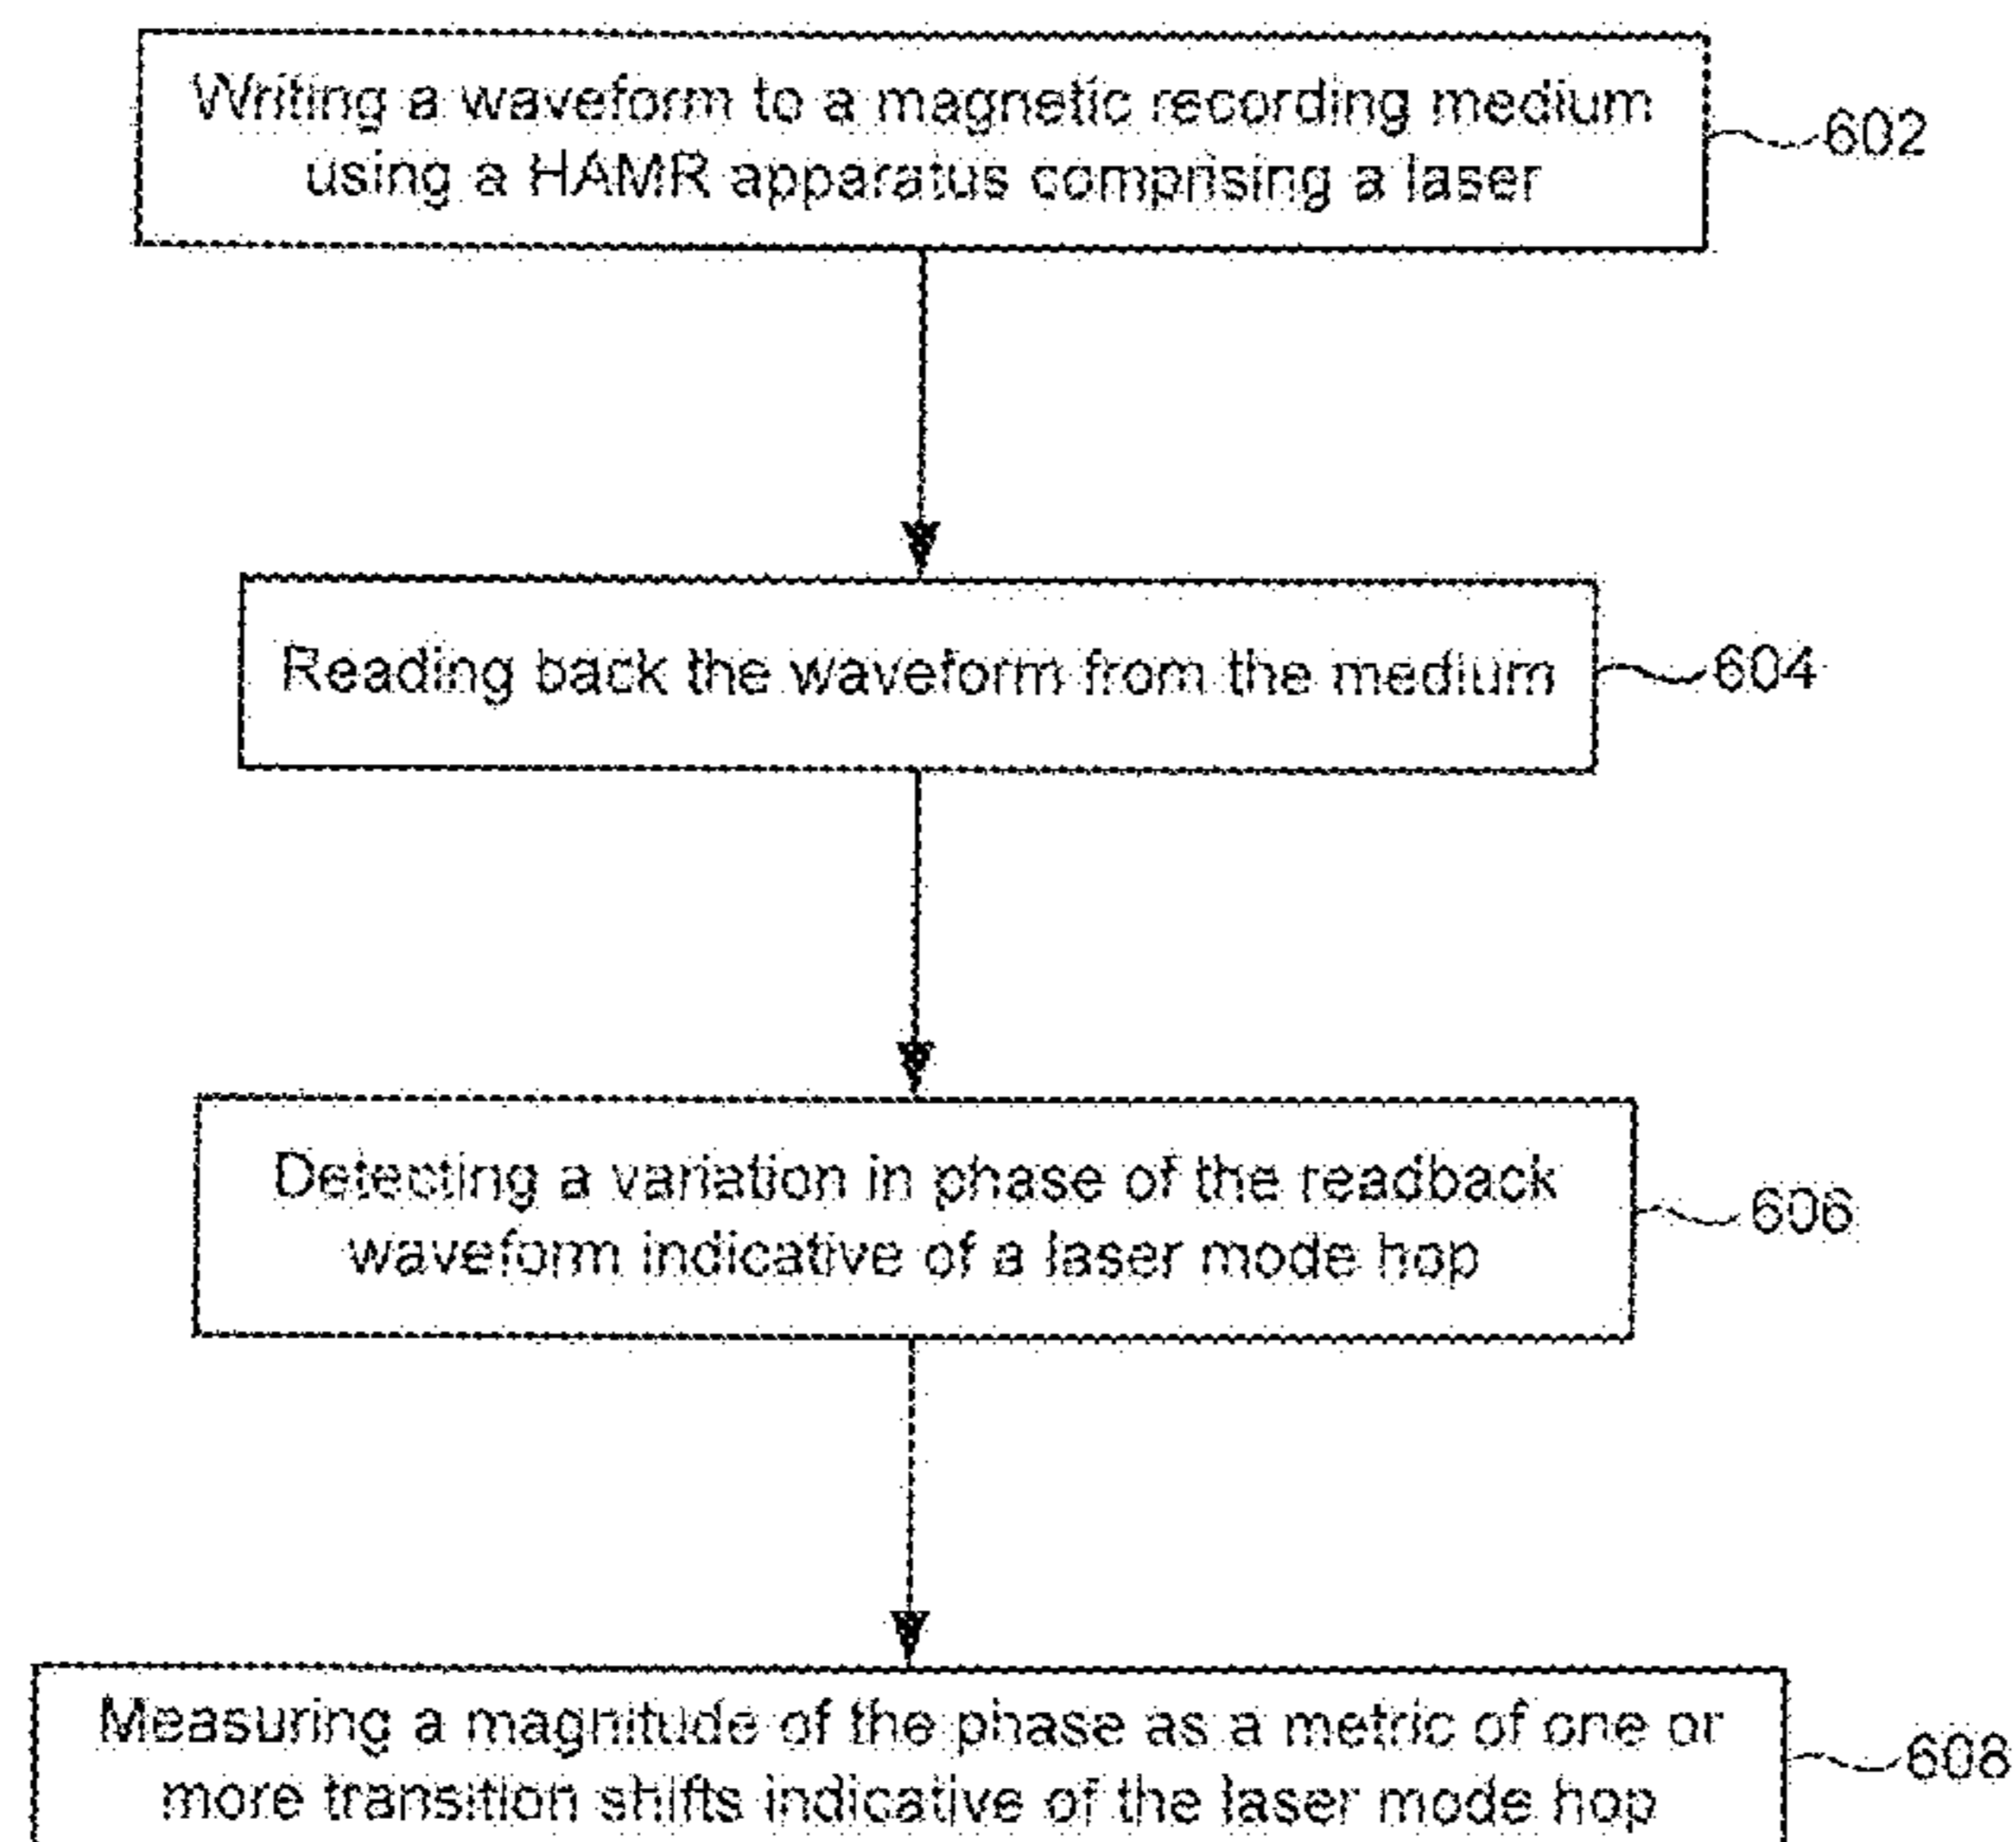 Writing a waveform to a magnetic recording medium
using a HAMR apparatus comprising a laser
602
Reading back the waveform from the medium
604
Detecting a variation in phase of the readback
waveform indicative of a laser mode hop
606
Measuring a magnitude of the phase as a metric of one or
more transition shifts indicative of the laser mode hop
608